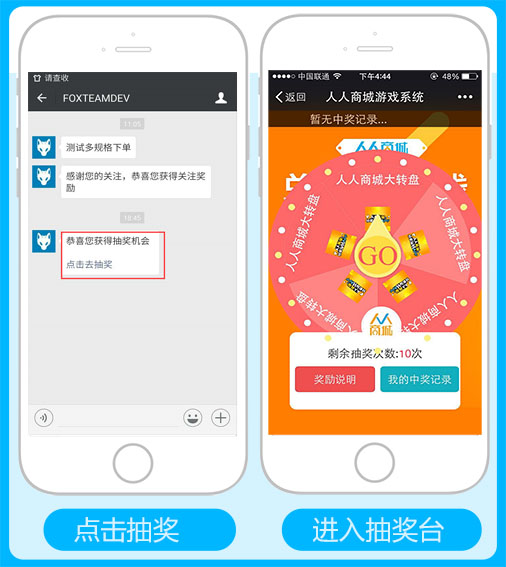 请查收
FOXTEAMDEV
11:05
测试多规格下单
感谢您的关注，恭喜您获得关注奖
励
18:45
恭喜您获得抽奖机会
点击去抽奖
点击抽奖
中国联通
下午4:44
48%
返回
人人商城游戏系统
暂无中奖记录...
人人商城
人人商城大转盘
人人商城大转盘
人人商城大转盘
人人商城大转盘
人人商城大转盘
GO
人人
商城
剩余抽奖次数:10次
奖励说明
我的中奖记录
进入抽奖台